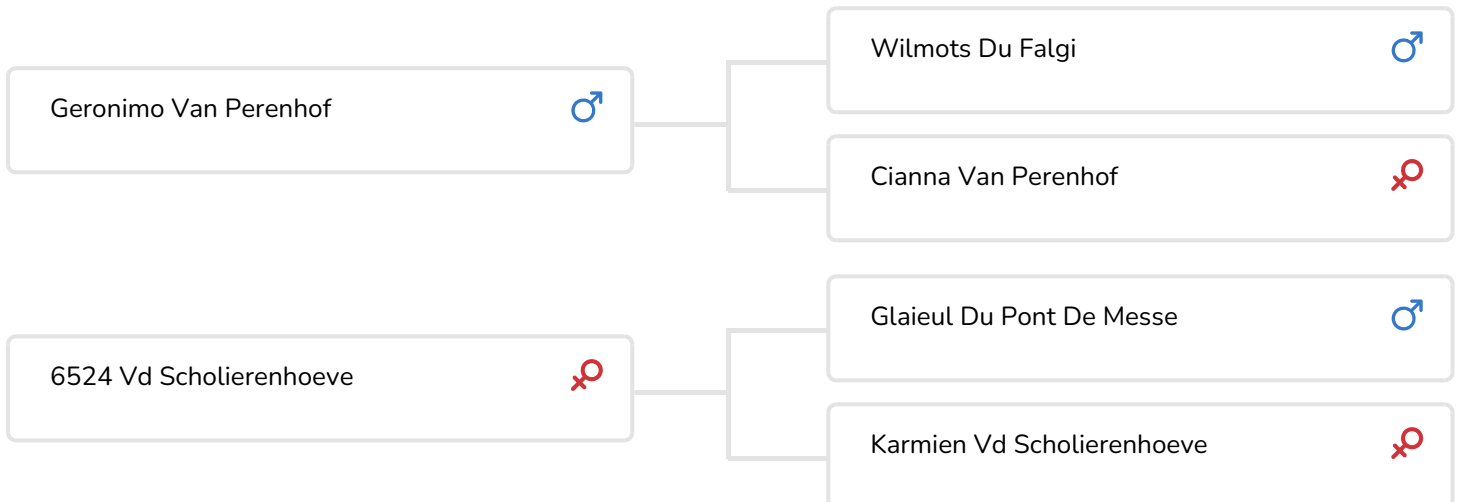 Wilmots Du Falgi
Geronimo Van Perenhof
Cianna Van Perenhof
Glaieul Du Pont De Messe
6524 Vd Scholierenhoeve
Karmien Vd Scholierenhoeve